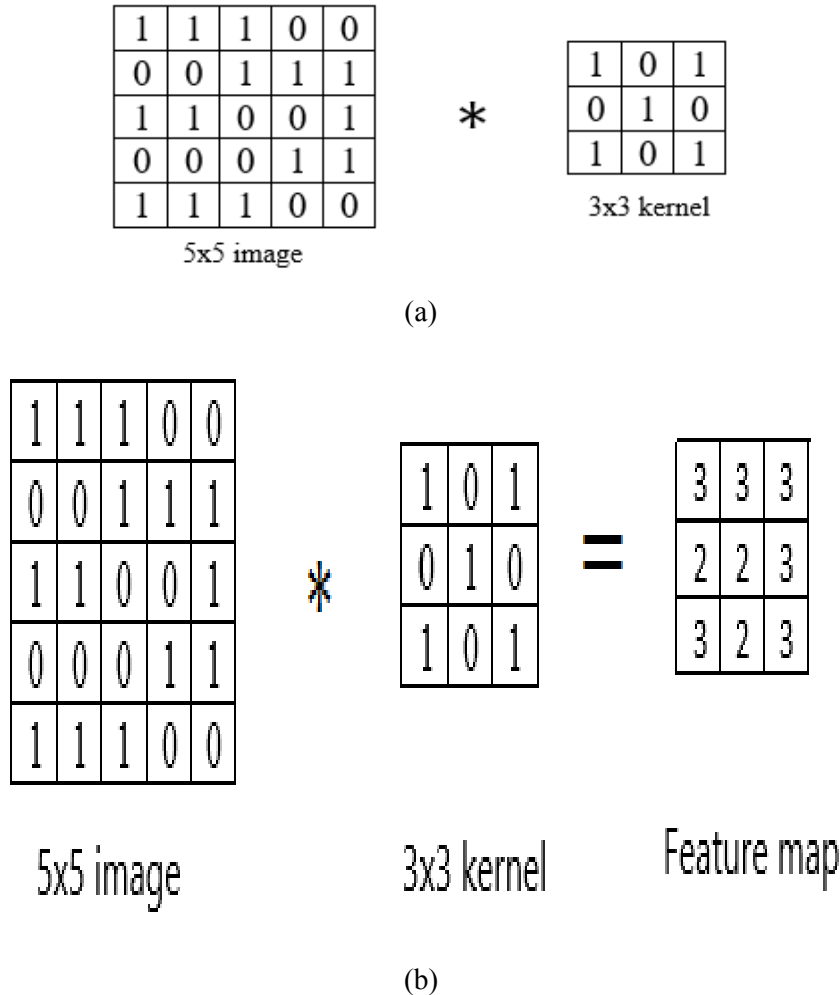 1 1 1 0 0
0 0 1 1 1
1 1 0 0 1
0 0 0 1 1
1 1 1 0 0
5x5 image
*
1 0 1
0 1 0
1 0 1
3x3 kernel
(a)
1 1 1 0 0
0 0 1 1 1
1 1 0 0 1
0 0 0 1 1
1 1 1 0 0
5x5 image
*
1 0 1
0 1 0
1 0 1
3x3 kernel
=
3 3 3
2 2 3
3 2 3
Feature map
(b)